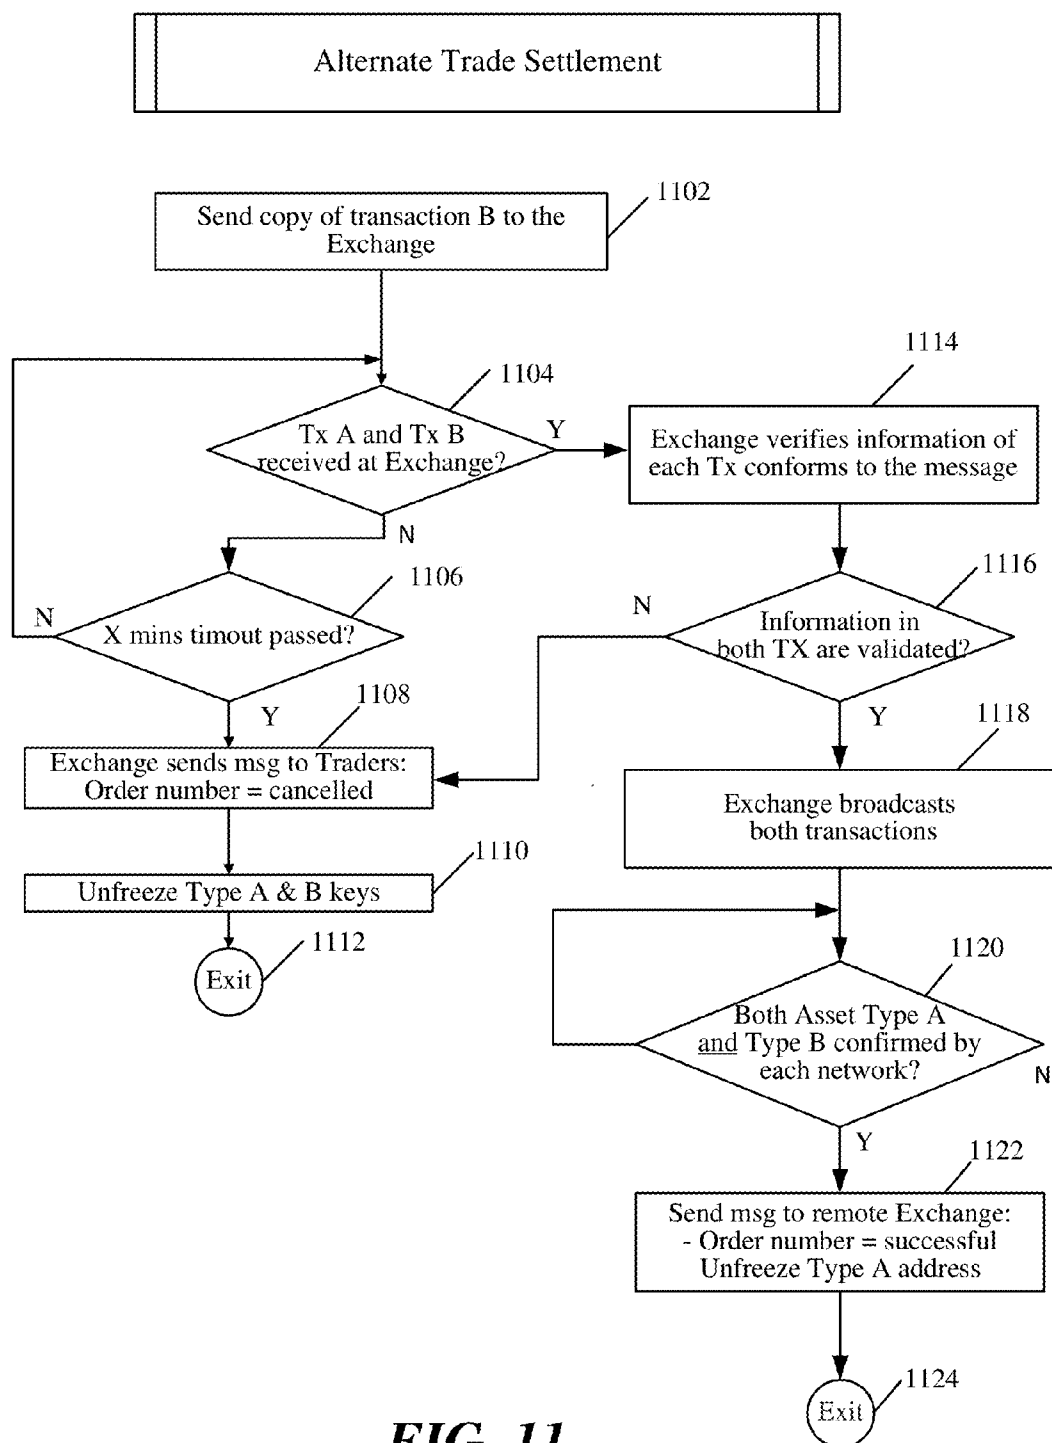 Alternate Trade Settlement
1102
Send copy of transaction B to the
Exchange
1104
Tx A and Tx B
received at Exchange?
Y
N
1114
Exchange verifies information of
each Tx conforms to the message
1106
X mins timout passed?
N
Y
1116
Information in
both TX are validated?
N
Y
1108
Exchange sends msg to Traders:
Order number = cancelled
1118
Exchange broadcasts
both transactions
1110
Unfreeze Type A & B keys
1112
Exit
1120
Both Asset Type A
and Type B confirmed by
each network?
N
Y
1122
Send msg to remote Exchange:
- Order number = successful
Unfreeze Type A address
1124
Exit
FIG. 11